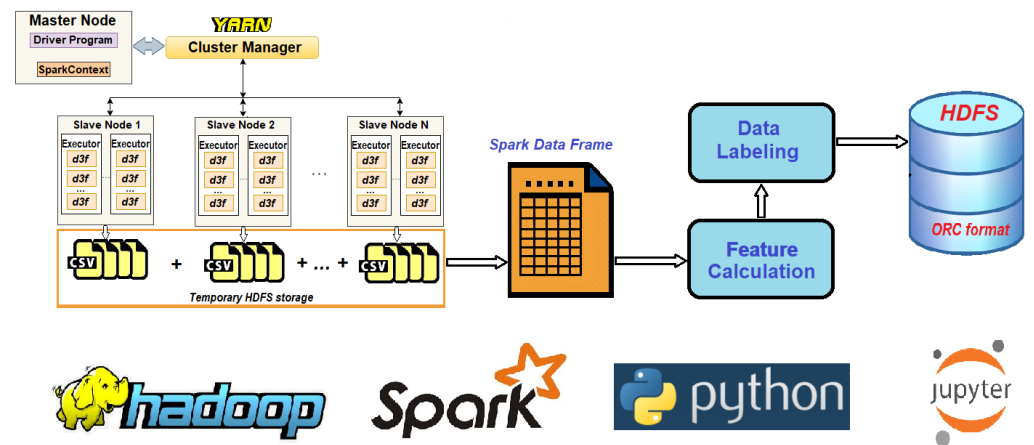 Master Node
Driver Program
SparkContext
YARN
Cluster Manager
Slave Node 1
Executor Executor
d3f d3f
d3f ... d3f
... ...
d3f d3f
Slave Node 2
Executor Executor
d3f d3f
d3f ... d3f
... ...
d3f d3f
...
Slave Node N
Executor Executor
d3f d3f
d3f ... d3f
... ...
d3f d3f
CSV + CSV + ... + CSV
Temporary HDFS storage
Spark Data Frame
Feature
Calculation
Data
Labeling
HDFS
ORC format
hadoop
Spark
python
jupyter